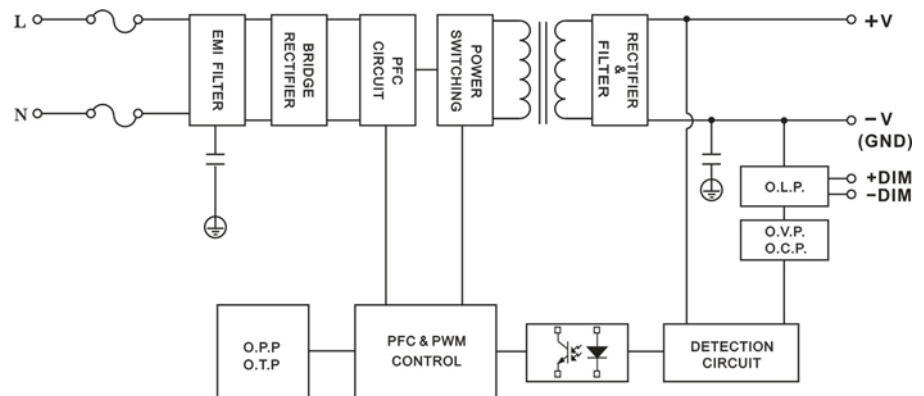 L
N
EMI FILTER
BRIDGE
RECTIFIER
PFC
CIRCUIT
POWER
SWITCHING
RECTIFIER
&
FILTER
+V
−V
(GND)
O.L.P.
+DIM
−DIM
O.V.P.
O.C.P.
O.P.P
O.T.P
PFC & PWM
CONTROL
DETECTION
CIRCUIT